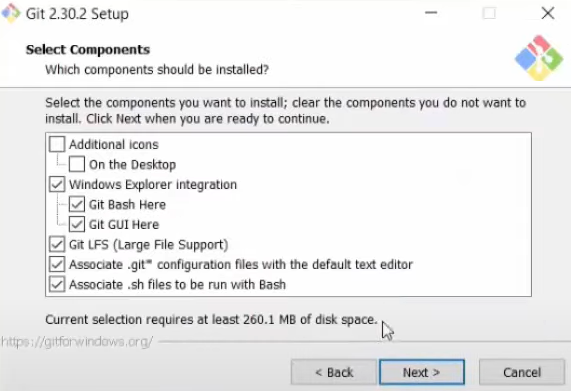 Git 2.30.2 Setup
Select Components
Which components should be installed?
Select the components you want to install; clear the components you do not want to
install. Click Next when you are ready to continue.
Additional icons
On the Desktop
Windows Explorer integration
Git Bash Here
Git GUI Here
Git LFS (Large File Support)
Associate .git* configuration files with the default text editor
Associate .sh files to be run with Bash
Current selection requires at least 260.1 MB of disk space.
https://gitforwindows.org/
< Back
Next >
Cancel